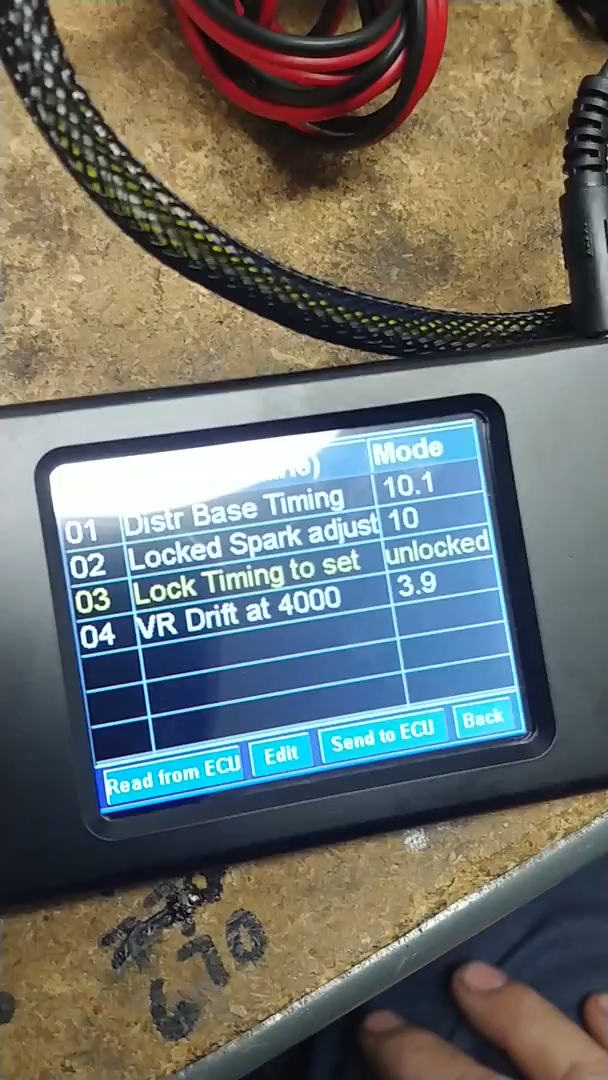 Mode
01 Distr Base Timing 10.1
02 Locked Spark adjust 10
03 Lock Timing to set unlocked
04 VR Drift at 4000 3.9
Read from ECU Edit Send to ECU Back
670